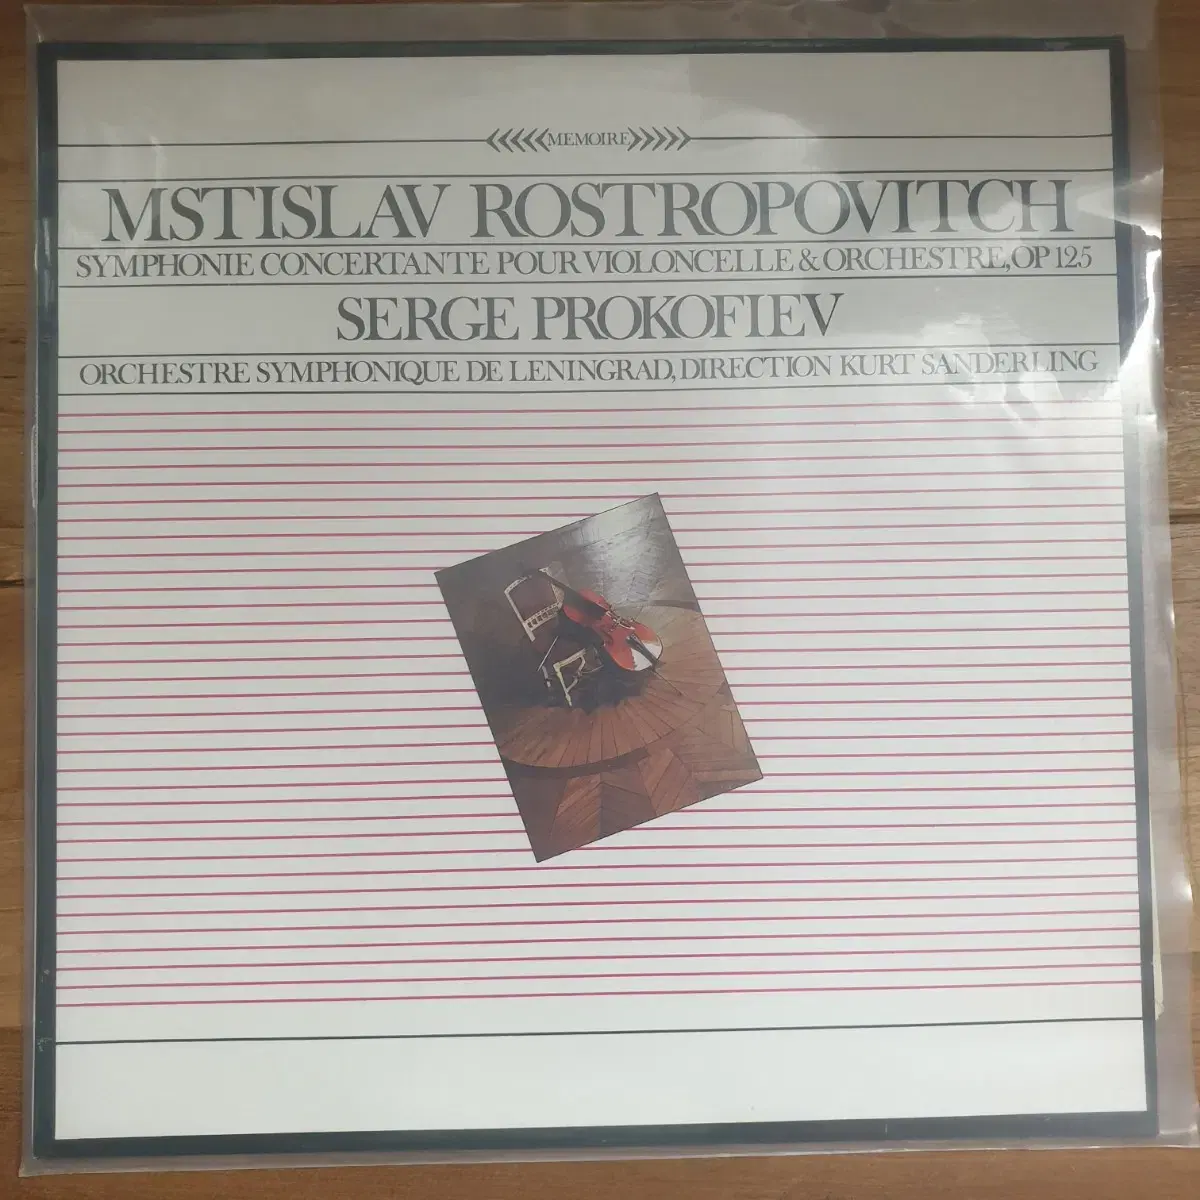 MEMOIRE
MSTISLAV ROSTROPOVITCH
SYMPHONIE CONCERTANTE POUR VIOLONCELLE & ORCHESTRE, OP 125
SERGE PROKOFIEV
ORCHESTRE SYMPHONIQUE DE LENINGRAD, DIRECTION KURT SANDERLING